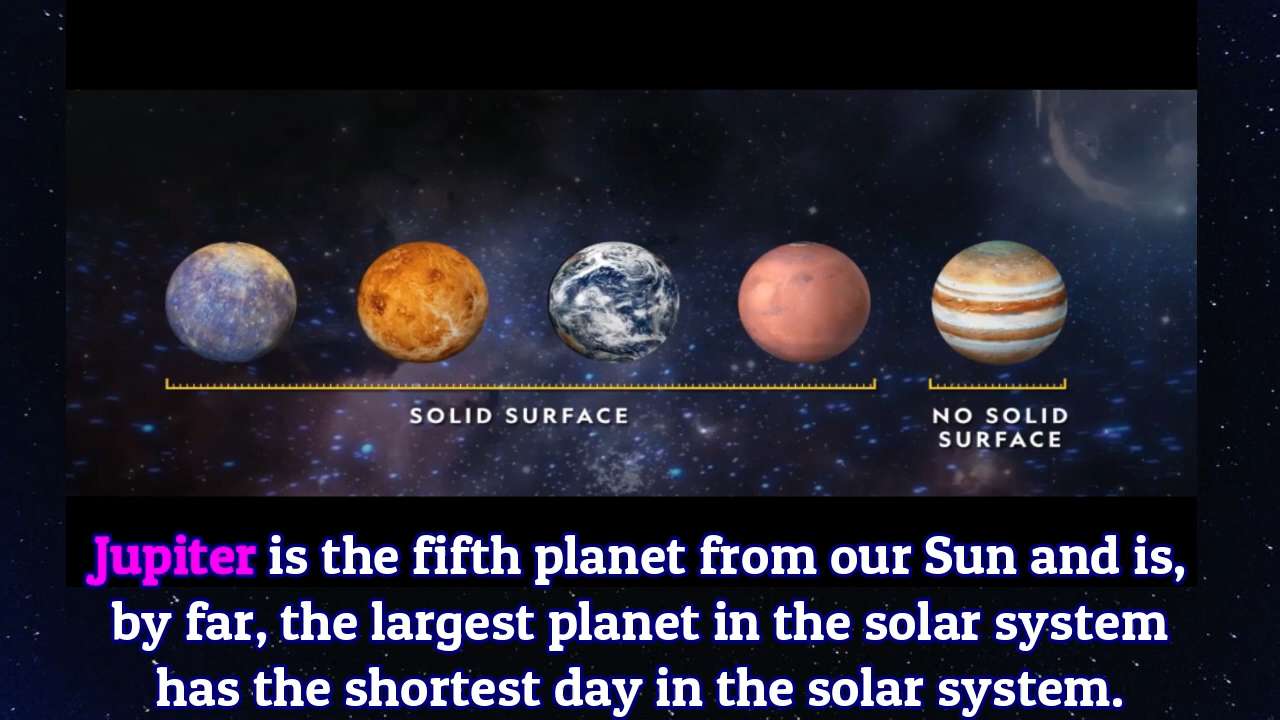 SOLID SURFACE
NO SOLID
SURFACE
Jupiter is the fifth planet from our Sun and is,
by far, the largest planet in the solar system
has the shortest day in the solar system.